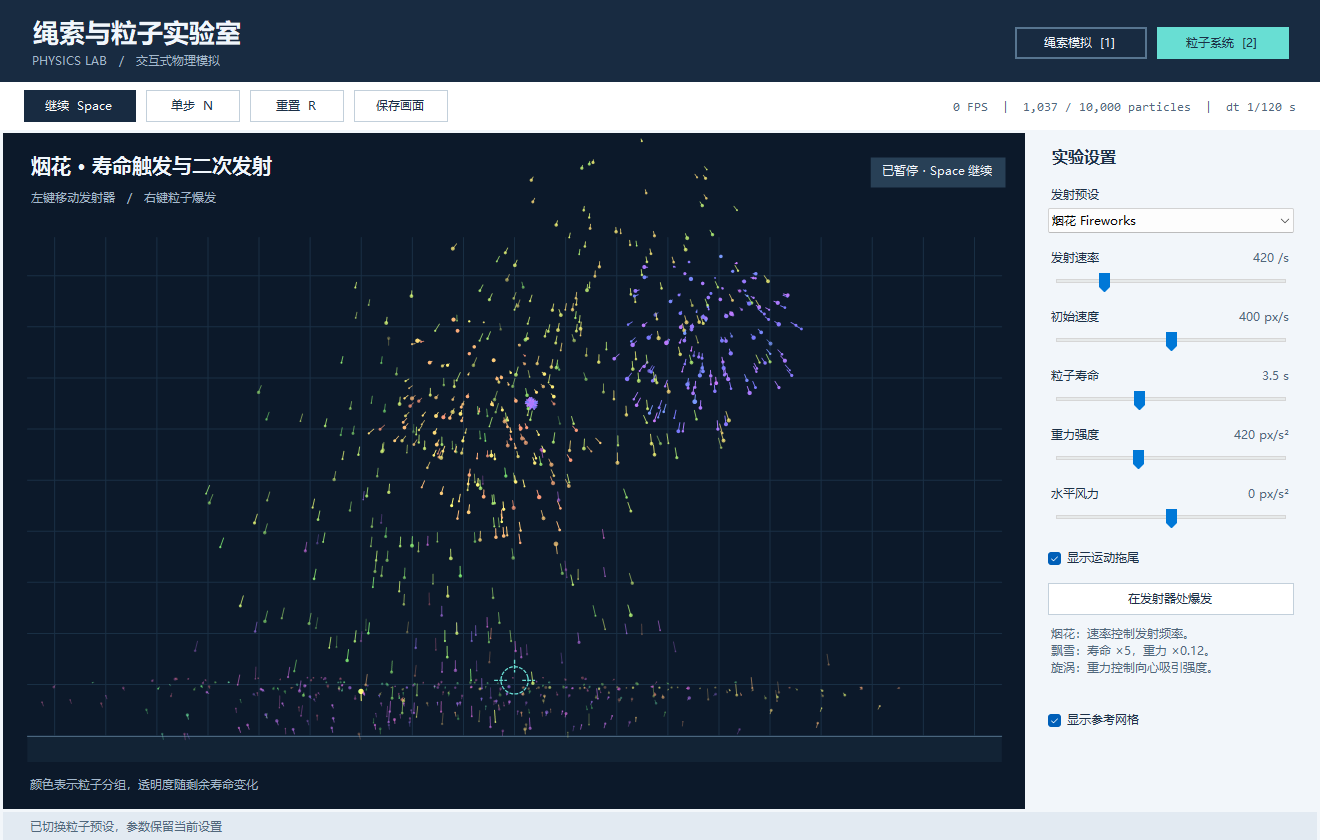 绳索与粒子实验室
PHYSICS LAB / 交互式物理模拟
绳索模拟 [1]
粒子系统 [2]
继续 Space
单步 N
重置 R
保存画面
0 FPS | 1,037 / 10,000 particles | dt 1/120 s
烟花 • 寿命触发与二次发射
左键移动发射器 / 右键粒子爆发
已暂停 · Space 继续
颜色表示粒子分组，透明度随剩余寿命变化
实验设置
发射预设
烟花 Fireworks
发射速率 420 /s
初始速度 400 px/s
粒子寿命 3.5 s
重力强度 420 px/s²
水平风力 0 px/s²
显示运动拖尾
在发射器处爆发
烟花：速率控制发射频率。
飘雪：寿命 ×5，重力 ×0.12。
旋涡：重力控制向心吸引强度。
显示参考网格
已切换粒子预设，参数保留当前设置